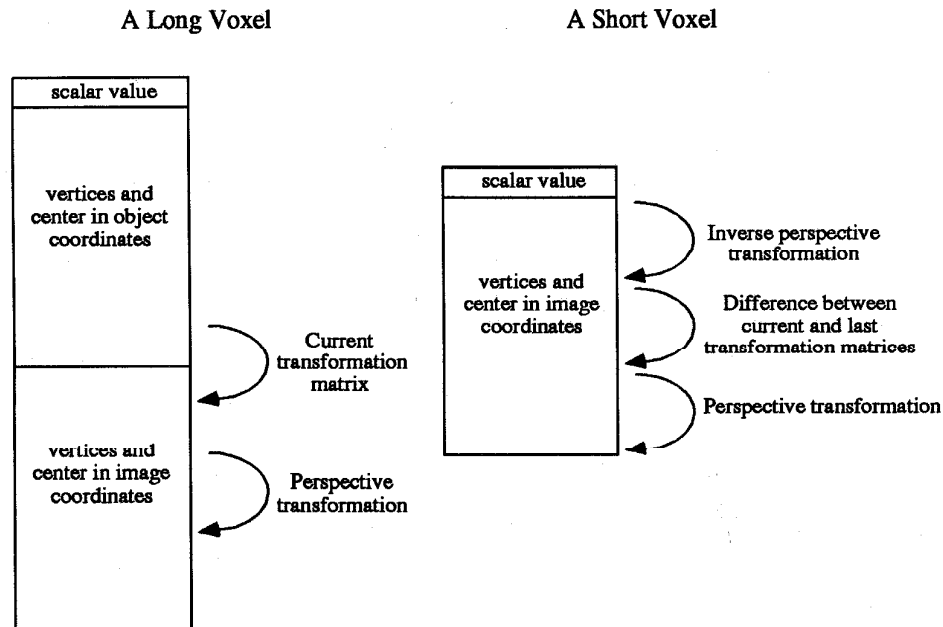 A Long Voxel
scalar value
vertices and
center in object
coordinates
Current
transformation
matrix
vertices and
center in image
coordinates
Perspective
transformation
A Short Voxel
scalar value
vertices and
center in image
coordinates
Inverse perspective
transformation
Difference between
current and last
transformation matrices
Perspective transformation